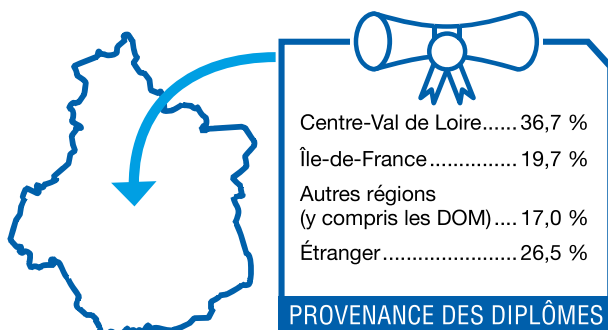 Centre-Val de Loire...... 36,7 %
Île-de-France............... 19,7 %
Autres régions
(y compris les DOM).... 17,0 %
Étranger....................... 26,5 %
PROVENANCE DES DIPLÔMES